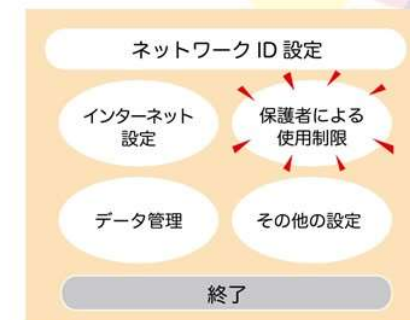 ネットワーク ID 設定
インターネット
設定
保護者による
使用制限
データ管理
その他の設定
終了